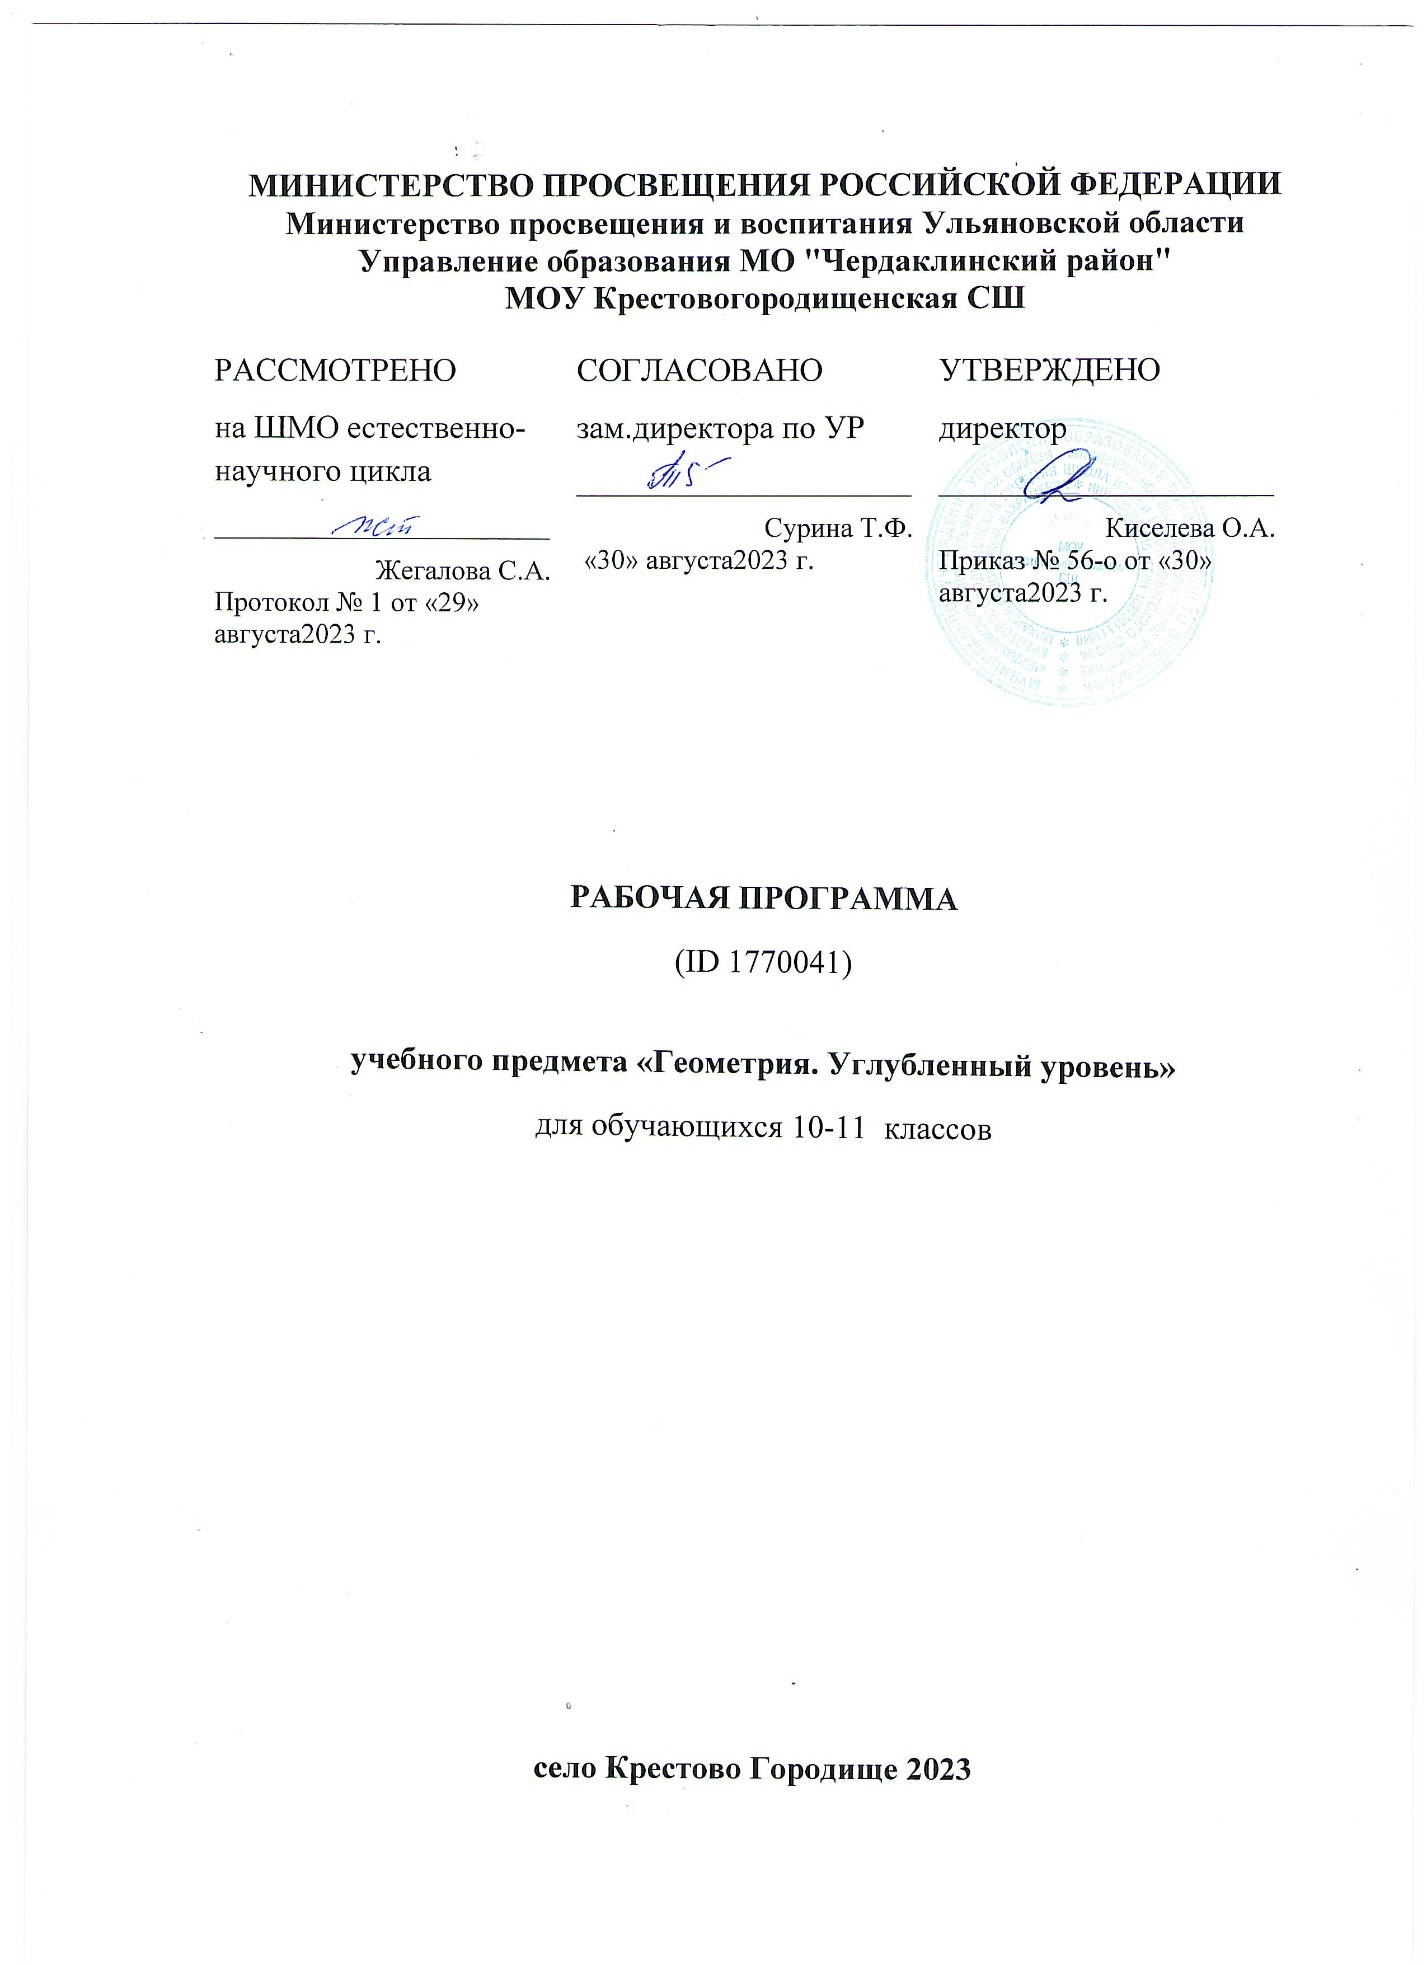 МИНИСТЕРСТВО ПРОСВЕЩЕНИЯ РОССИЙСКОЙ ФЕДЕРАЦИИ
Министерство просвещения и воспитания Ульяновской области
Управление образования МО "Чердаклинский район"
МОУ Крестовогородищенская СШ
РАССМОТРЕНО
на ШМО естественно-
научного цикла
Жегалова С.А.
Протокол № 1 от «29»
августа2023 г.
СОГЛАСОВАНО
зам.директора по УР
Сурина Т.Ф.
«30» августа2023 г.
УТВЕРЖДЕНО
директор
Киселева О.А.
Приказ № 56-о от «30»
августа2023 г.
МОУ
СШ
РАБОЧАЯ ПРОГРАММА
(ID 1770041)
учебного предмета «Геометрия. Углубленный уровень»
для обучающихся 10-11 классов
село Крестово Городище 2023